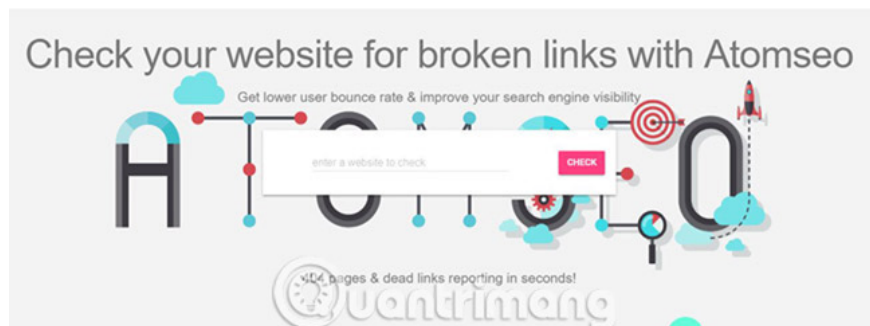 Check your website for broken links with Atomseo
Get lower user bounce rate & improve your search engine visibility
enter a website to check
CHECK
404 pages & dead links reporting in seconds!
Quantrimang